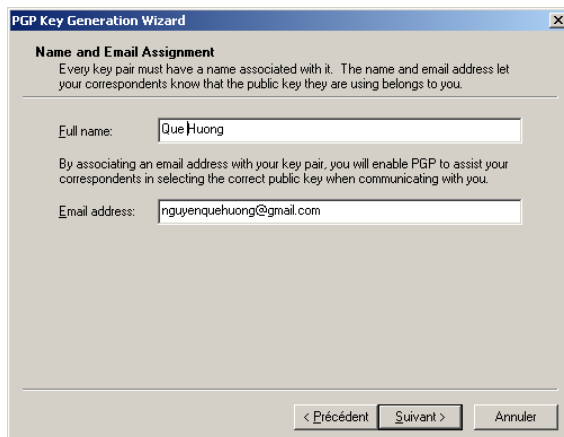 PGP Key Generation Wizard
Name and Email Assignment
Every key pair must have a name associated with it. The name and email address let
your correspondents know that the public key they are using belongs to you.
Full name: Que Huong
By associating an email address with your key pair, you will enable PGP to assist your
correspondents in selecting the correct public key when communicating with you.
Email address: nguyenquehuong@gmail.com
< Précédent Suivant > Annuler